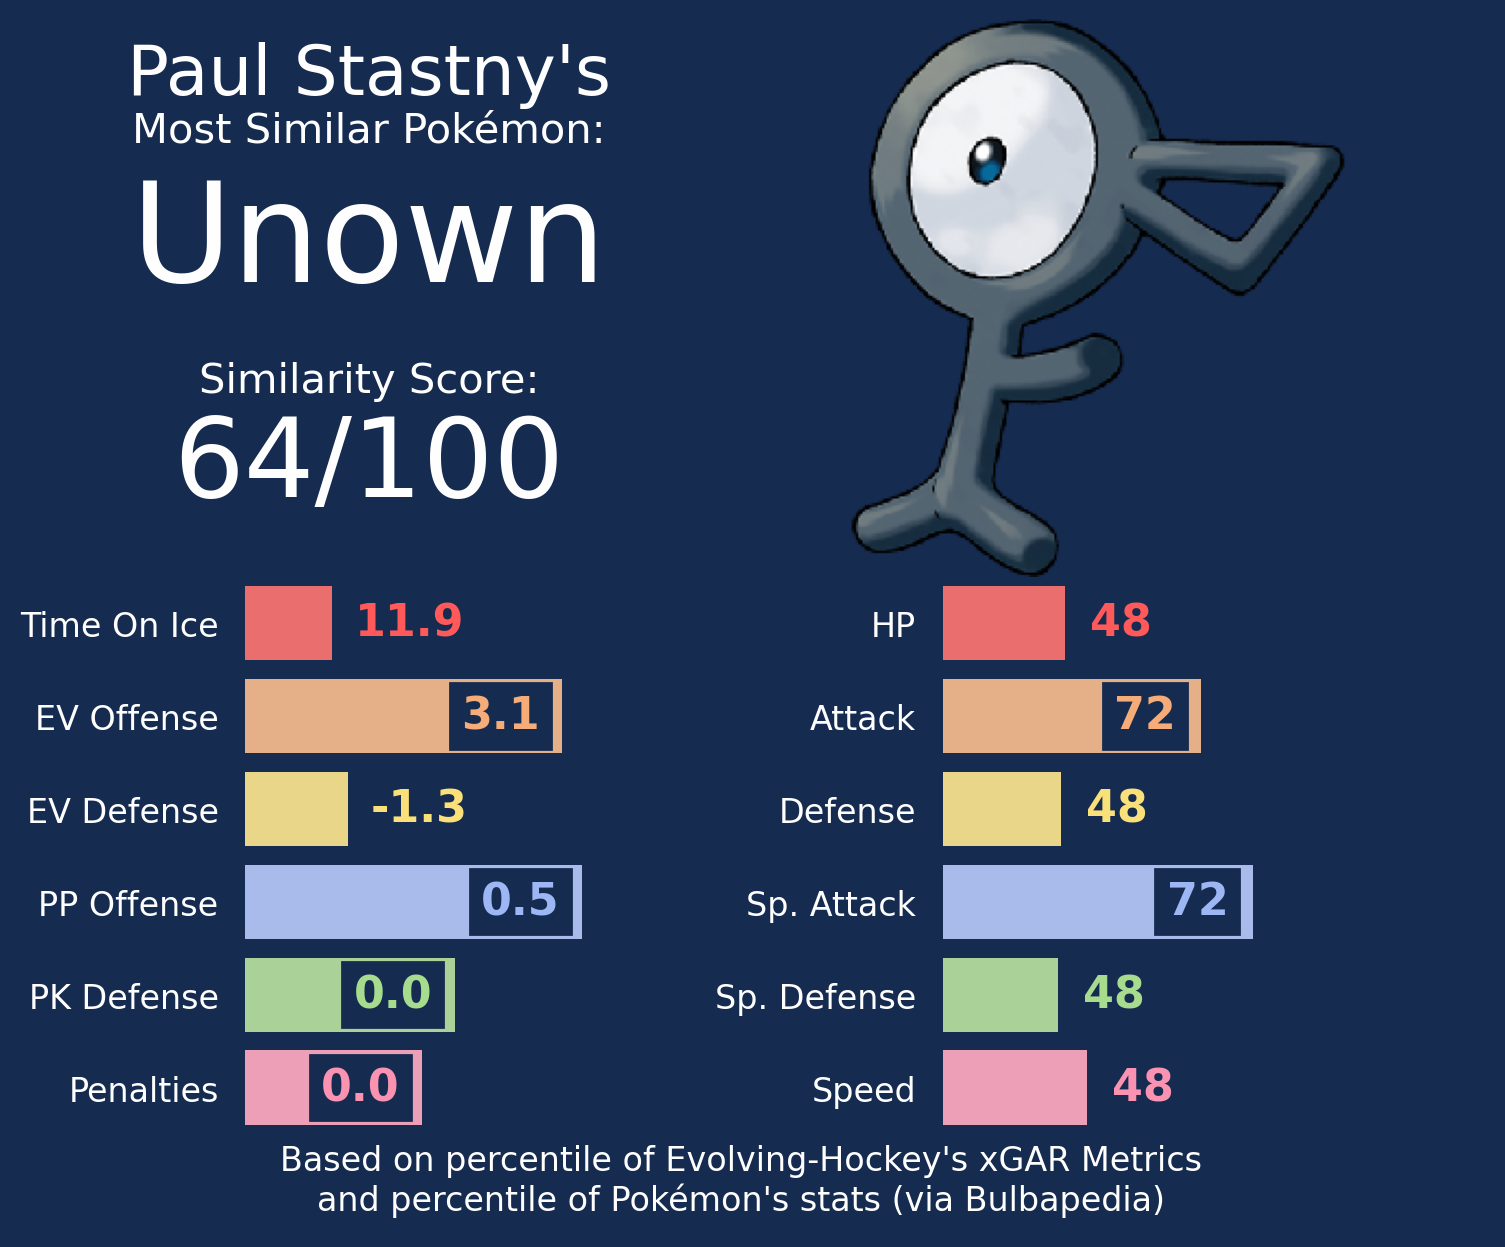 Paul Stastny's
Most Similar Pokémon:
Unown
Similarity Score:
64/100
Time On Ice 11.9
EV Offense 3.1
EV Defense -1.3
PP Offense 0.5
PK Defense 0.0
Penalties 0.0
HP 48
Attack 72
Defense 48
Sp. Attack 72
Sp. Defense 48
Speed 48
Based on percentile of Evolving-Hockey's xGAR Metrics
and percentile of Pokémon's stats (via Bulbapedia)